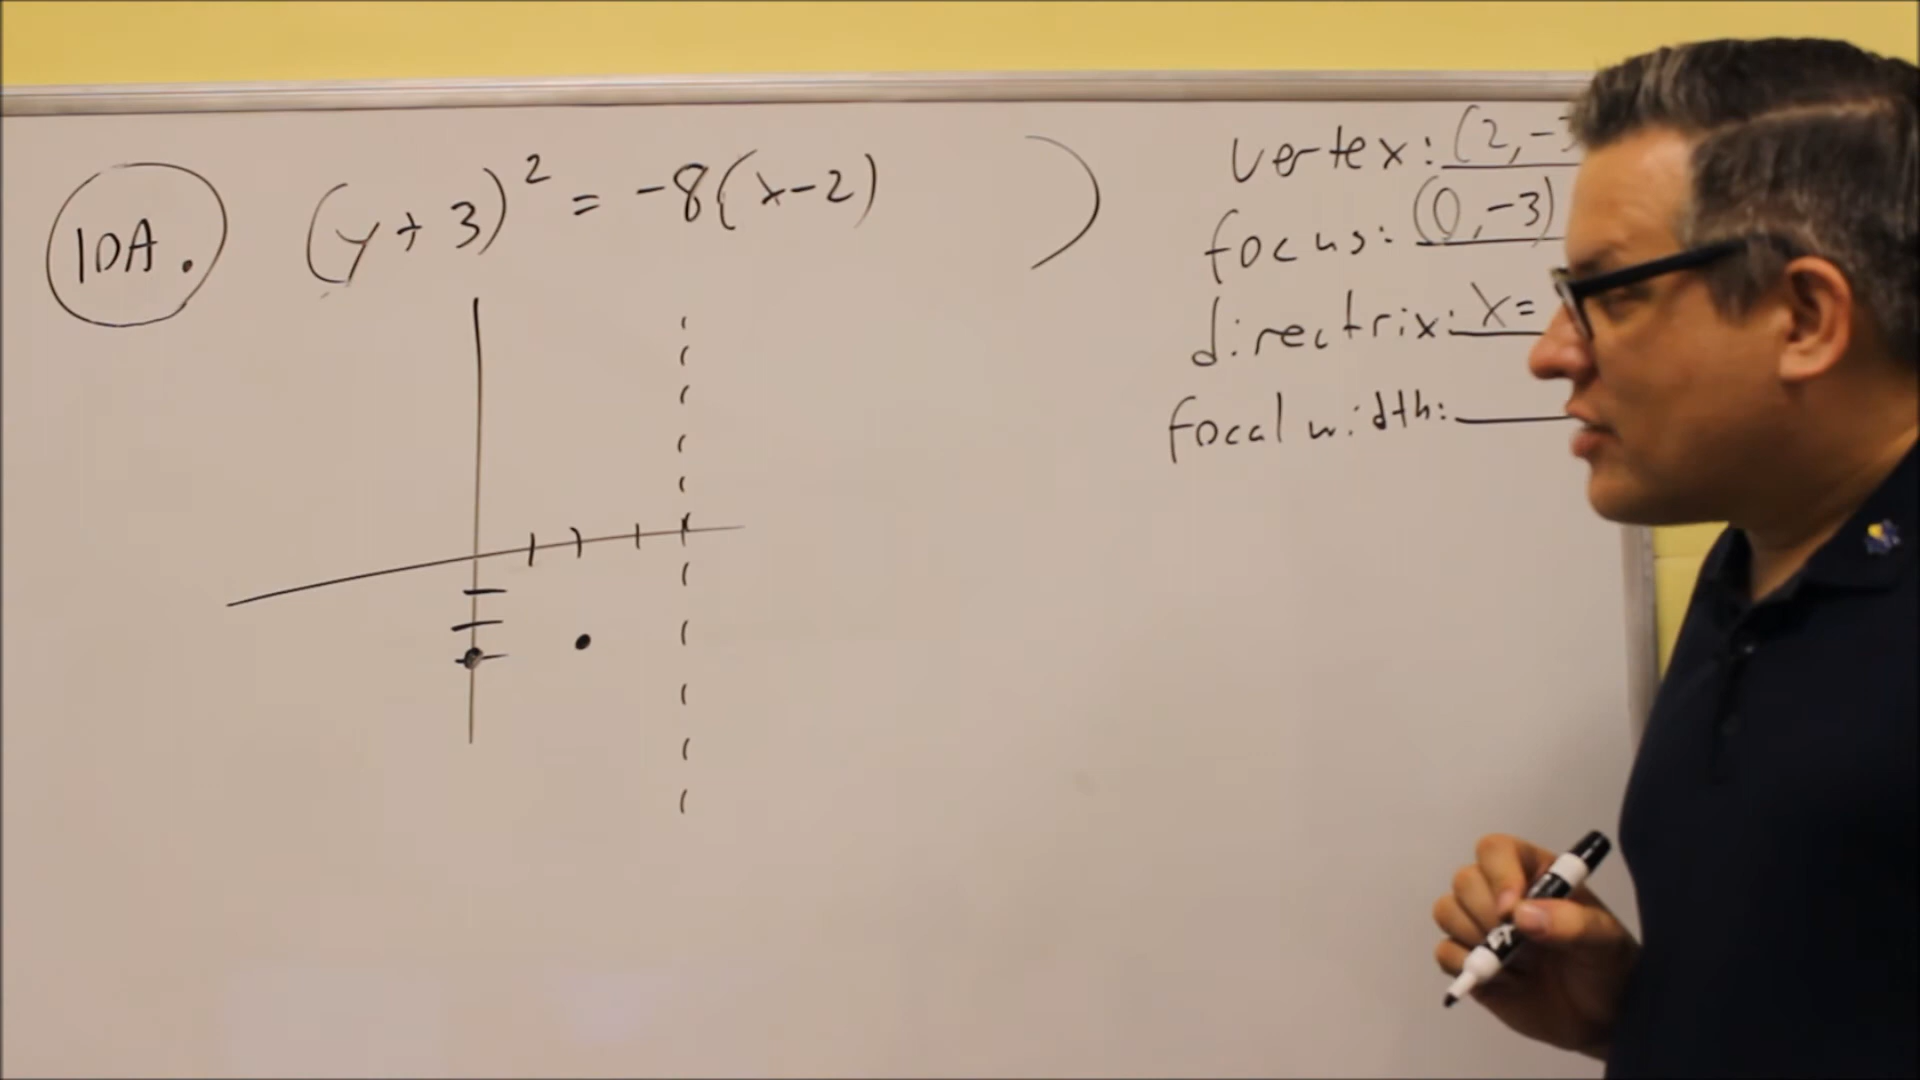 10A.
(y+3)² = -8(x-2)
vertex: (2,-3
focus: (0,-3)
directrix: x=
focal width: